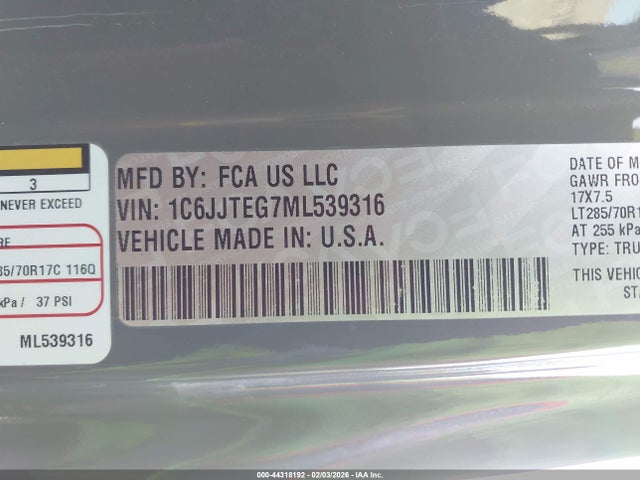 3
NEVER EXCEED
85/70R17C 116Q
kPa / 37 PSI
ML539316
MFD BY: FCA US LLC
VIN: 1C6JJTEG7ML539316
VEHICLE MADE IN: U.S.A.
DATE OF M
GAWR FRO
17X7.5
LT285/70R1
AT 255 kPa
TYPE: TRU
THIS VEHIC
STA
000-44318192 - 02/03/2026 - IAA Inc.